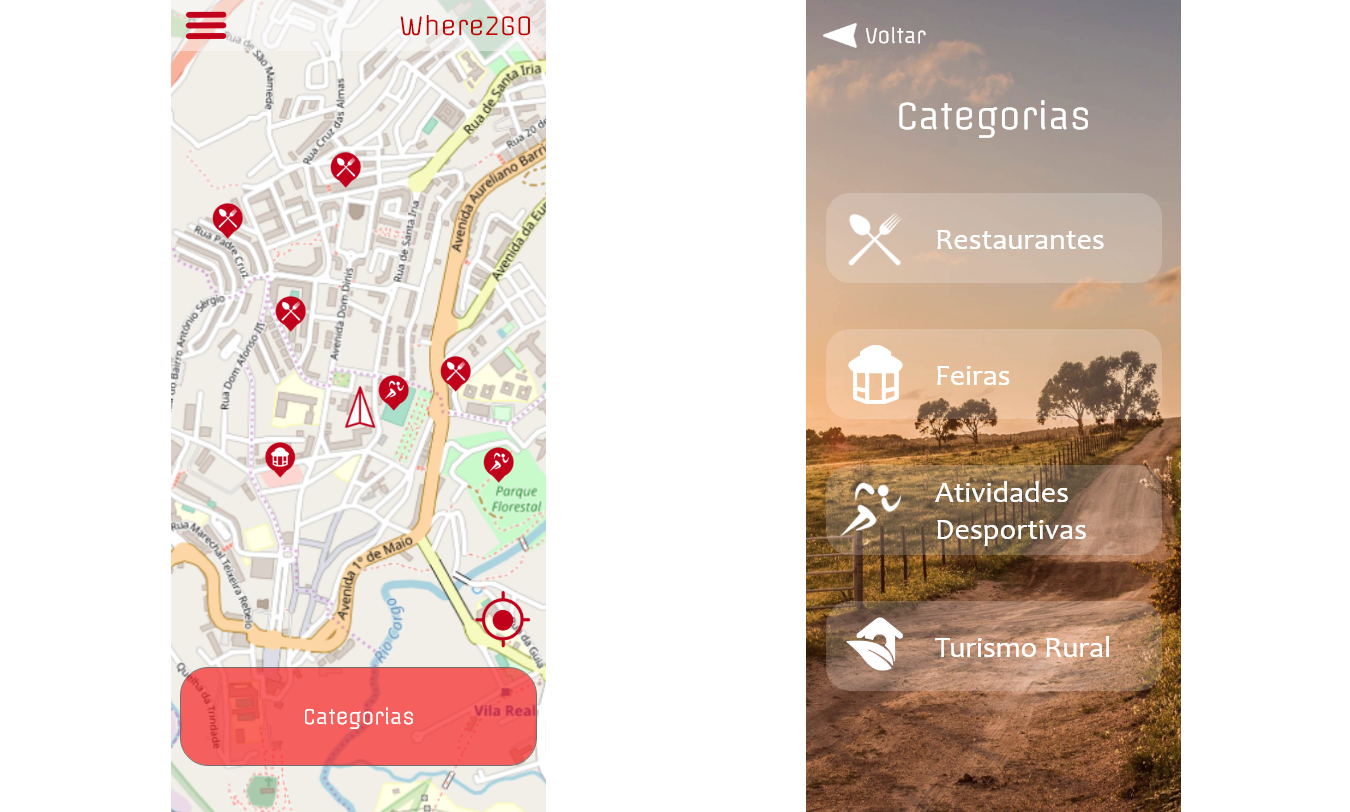 Where2GO
Rua de São Mamede
Rua Cruz das Almas
Rua de Santa Iria
Rua 20 de
Avenida Aureliano Barri
Avenida da Eur
Rua Padre Cruz
Rua de Santa Iria
Avenida Dom Dinis
do Bairro António Sérgio
Rua Dom Afonso III
Parque
Florestal
Rua Marechal Teixeira Rebelo
Avenida 1º de Maio
Rio Corgo
da Guia
Quinta da Trindade
Vila Real
Categorias
Voltar
Categorias
Restaurantes
Feiras
Atividades
Desportivas
Turismo Rural